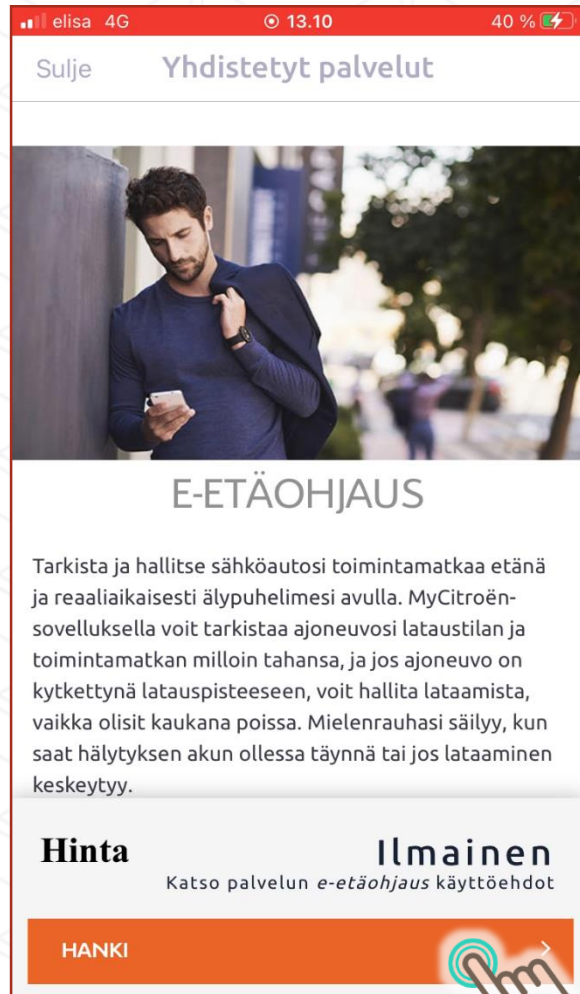 elisa 4G 13.10 40 %
Sulje Yhdistetyt palvelut
E-ETÄOHJAUS
Tarkista ja hallitse sähköautosi toimintamatkaa etänä
ja reaaliaikaisesti älypuhelimesi avulla. MyCitroën-
sovelluksella voit tarkistaa ajoneuvosi lataustilan ja
toimintamatkan milloin tahansa, ja jos ajoneuvo on
kytkettynä latauspisteeseen, voit hallita lataamista,
vaikka olisit kaukana poissa. Mielenrauhasi säilyy, kun
saat hälytyksen akun ollessa täynnä tai jos lataaminen
keskeytyy.
Hinta Ilmainen
Katso palvelun e-etäohjaus käyttöehdot
HANKI